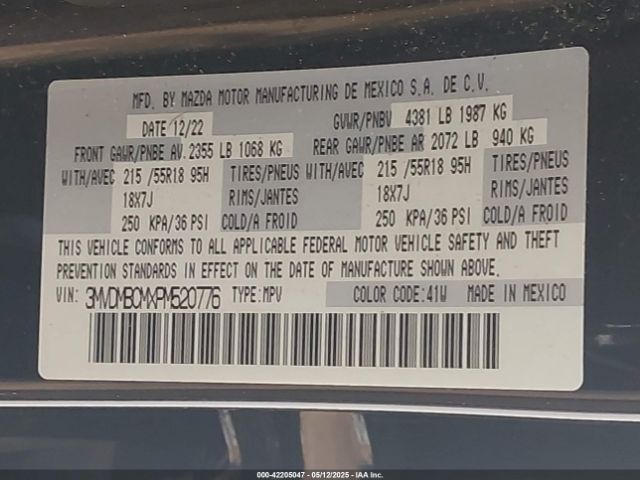 MFD. BY MAZDA MOTOR MANUFACTURING DE MEXICO S.A. DE C.V.
DATE 12/22 GVWR/PNBV 4381 LB 1987 KG
FRONT GAWR/PNBE AV. 2355 LB 1068 KG REAR GAWR/PNBE AR 2072 LB 940 KG
WITH/AVEC 215 /55R18 95H TIRES/PNEUS WITH/AVEC 215 /55R18 95H TIRES/PNEUS
18X7J RIMS/JANTES 18X7J RIMS/JANTES
250 KPA/36 PSI COLD/A FROID 250 KPA/36 PSI COLD/A FROID
THIS VEHICLE CONFORMS TO ALL APPLICABLE FEDERAL MOTOR VEHICLE SAFETY AND THEFT
PREVENTION STANDARDS IN EFFECT ON THE DATE OF MANUFACTURE SHOWN ABOVE.
VIN: 3MVDMBCMXPM520776 TYPE:MPV COLOR CODE:41W MADE IN MEXICO
000-42205047 - 05/12/2025 - IAA Inc.